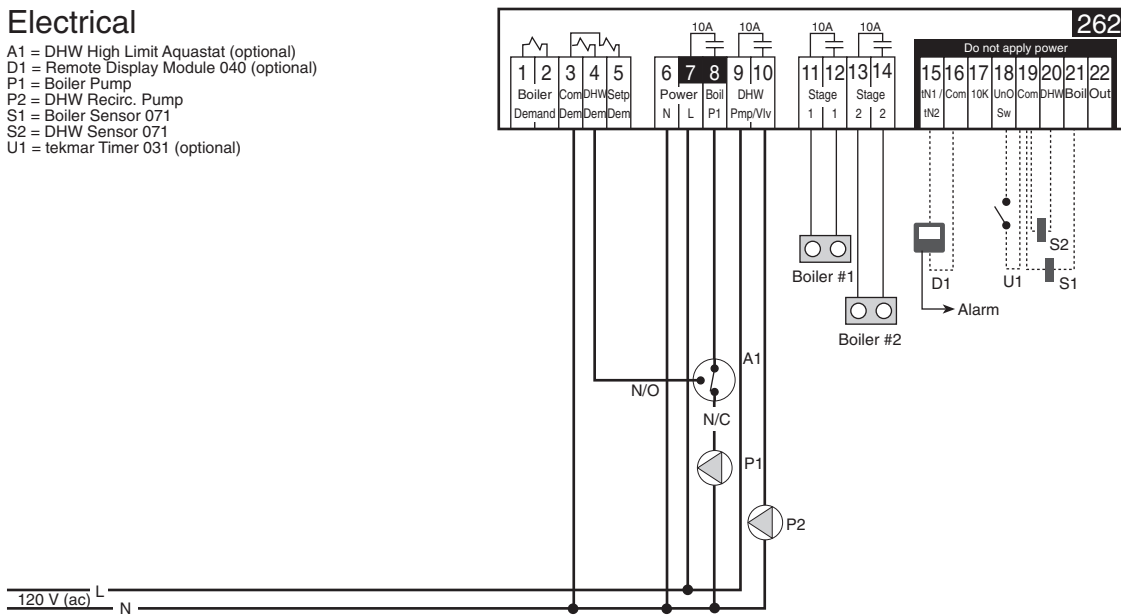 Electrical
A1 = DHW High Limit Aquastat (optional)
D1 = Remote Display Module 040 (optional)
P1 = Boiler Pump
P2 = DHW Recirc. Pump
S1 = Boiler Sensor 071
S2 = DHW Sensor 071
U1 = tekmar Timer 031 (optional)
262
10A 10A 10A 10A
Do not apply power
1 2 3 4 5 6 7 8 9 10 11 12 13 14 15 16 17 18 19 20 21 22
Boiler Com DHW Setp Power Boil DHW Stage Stage tN1 / Com 10K UnO Com DHW Boil Out
Demand Dem Dem Dem N L P1 Pmp/Vlv 1 1 2 2 tN2 Sw
S2
Boiler #1 D1 U1 S1
Alarm
Boiler #2
A1
N/O
N/C
P1
P2
L
120 V (ac)
N